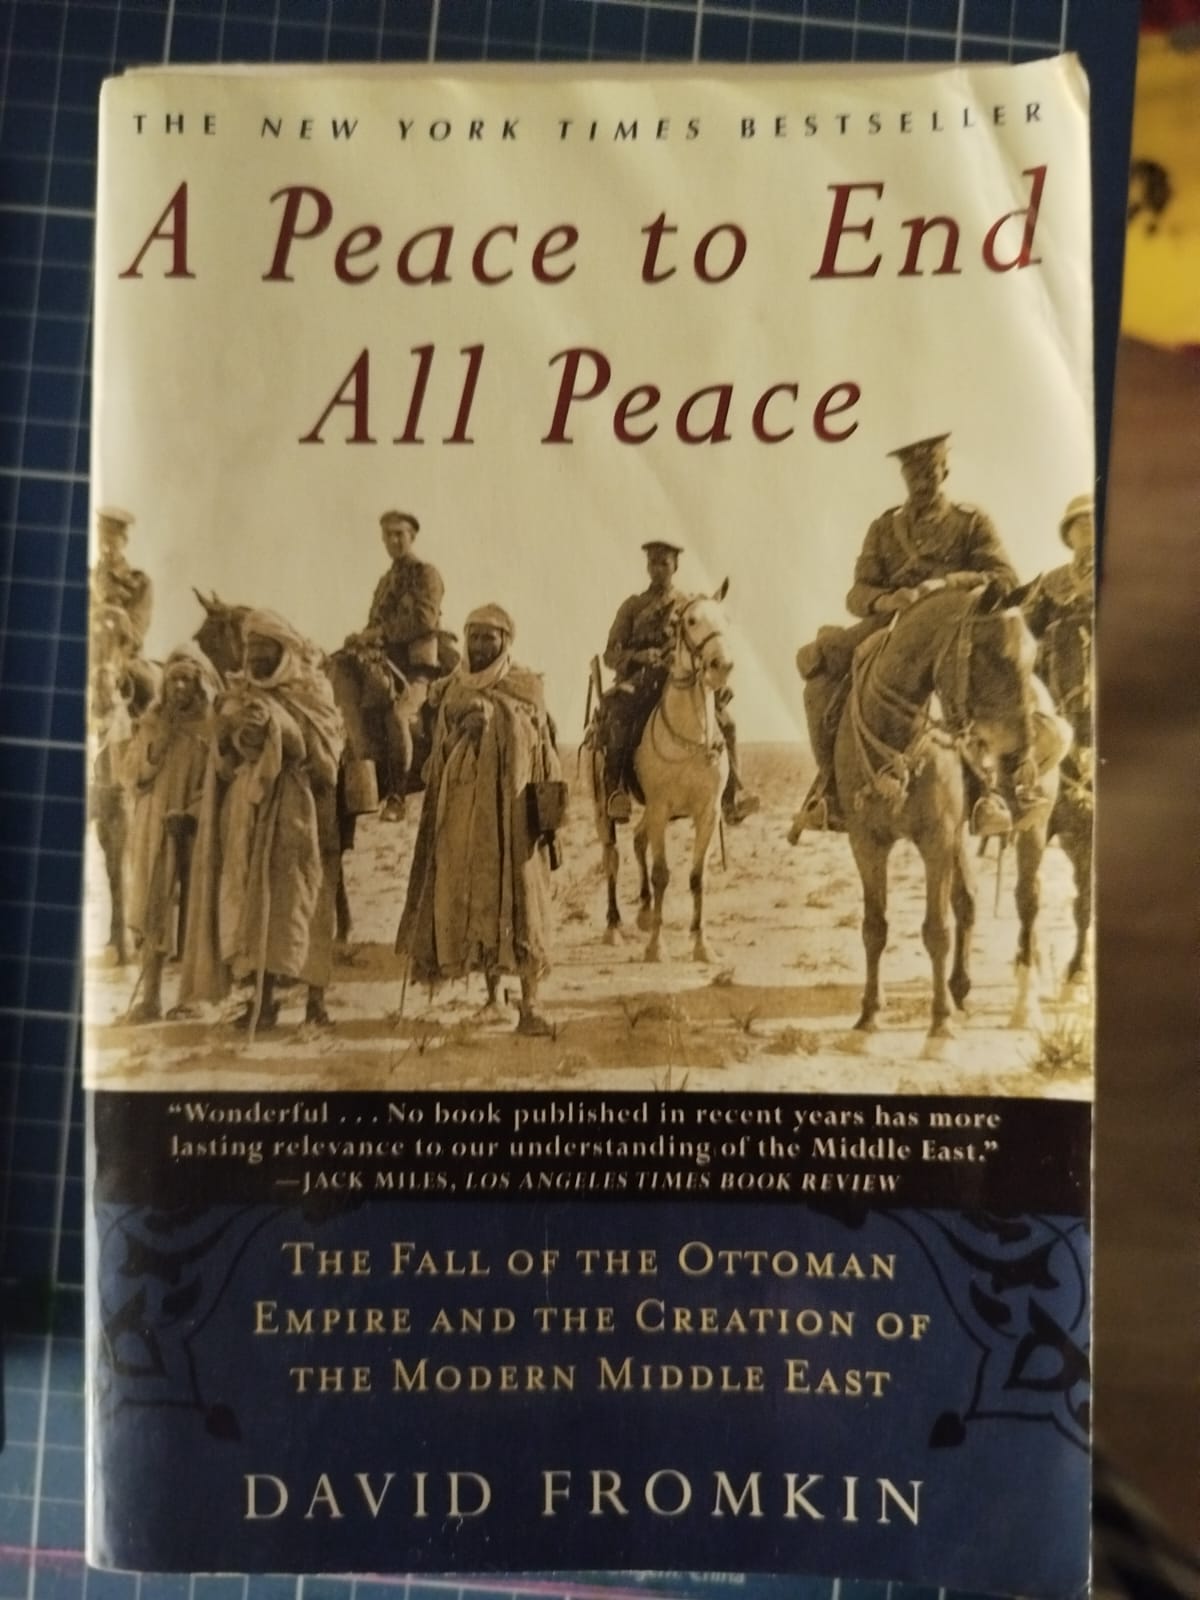 THE NEW YORK TIMES BESTSELLER
A Peace to End
All Peace
“Wonderful . . . No book published in recent years has more
lasting relevance to our understanding of the Middle East.”
—JACK MILES, LOS ANGELES TIMES BOOK REVIEW
THE FALL OF THE OTTOMAN
EMPIRE AND THE CREATION OF
THE MODERN MIDDLE EAST
DAVID FROMKIN
China